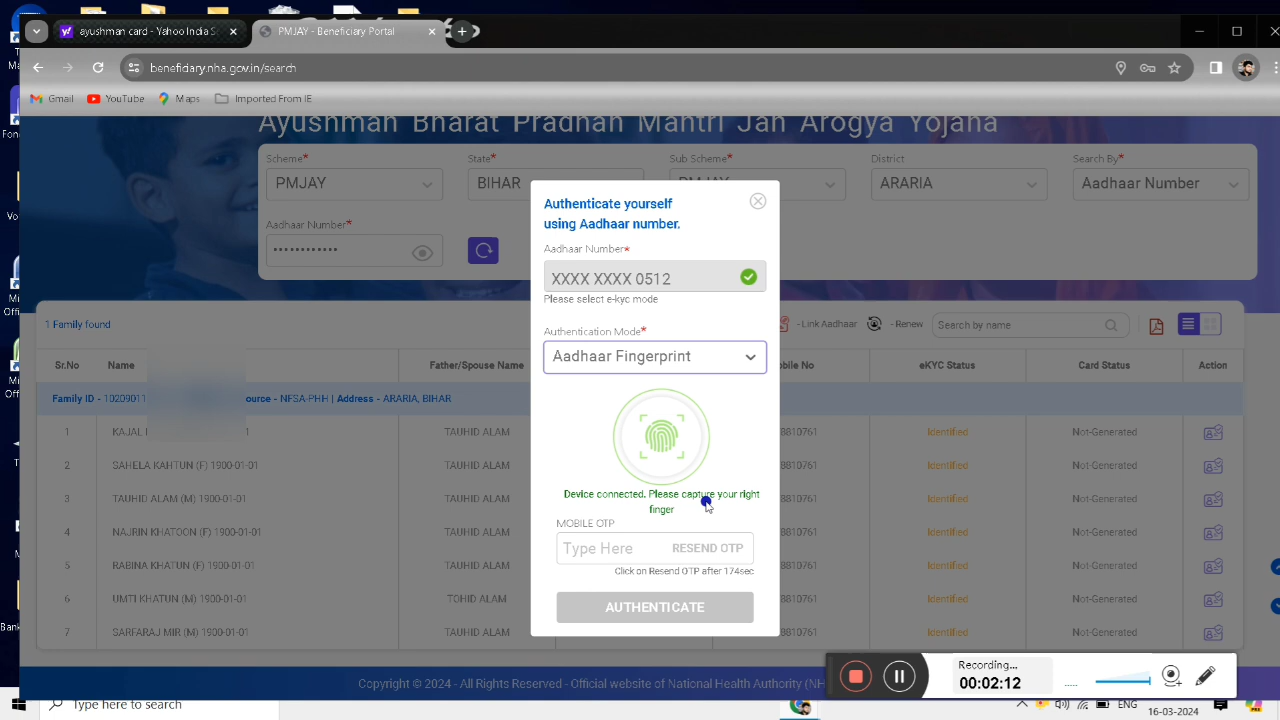 ayushman card - Yahoo India S
PMJAY - Beneficiary Portal
beneficiary.nha.gov.in/search
Gmail YouTube Maps Imported From IE
Ayushman Bharat Pradhan Mantri Jan Arogya Yojana
Scheme* State* Sub Scheme* District Search By*
PMJAY BIHAR PMJAY ARARIA Aadhaar Number
Aadhaar Number*
Authenticate yourself
using Aadhaar number.
Aadhaar Number*
XXXX XXXX 0512
Please select e-kyc mode
Authentication Mode*
Aadhaar Fingerprint
Device connected. Please capture your right
finger
MOBILE OTP
Type Here RESEND OTP
Click on Resend OTP after 174sec
AUTHENTICATE
1 Family found - Link Aadhaar - Renew Search by name
Sr.No Name Father/Spouse Name No eKYC Status Card Status Action
Family ID - 10209011 - NFSA-PHH | Address - ARARIA, BIHAR
1 KAJAL TAUHID ALAM 8810761 Identified Not-Generated
2 SAHELA KAHTUN (F) 1900-01-01 TAUHID ALAM 8810761 Identified Not-Generated
3 TAUHID ALAM (M) 1900-01-01 TAUHID ALAM 8810761 Identified Not-Generated
4 NAJRIN KHATOON (F) 1900-01-01 TAUHID ALAM 8810761 Identified Not-Generated
5 RABINA KHATUN (F) 1900-01-01 TAUHID ALAM 8810761 Identified Not-Generated
6 UMTI KHATUN (M) 1900-01-01 TOHID ALAM 8810761 Identified Not-Generated
7 SARFARAJ MIR (M) 1900-01-01 TAUHID ALAM 8810761 Identified Not-Generated
Copyright © 2024 - All Rights Reserved - Official website of National Health Authority (NH
Recording...
00:02:12
Type here to search
ENG
16-03-2024